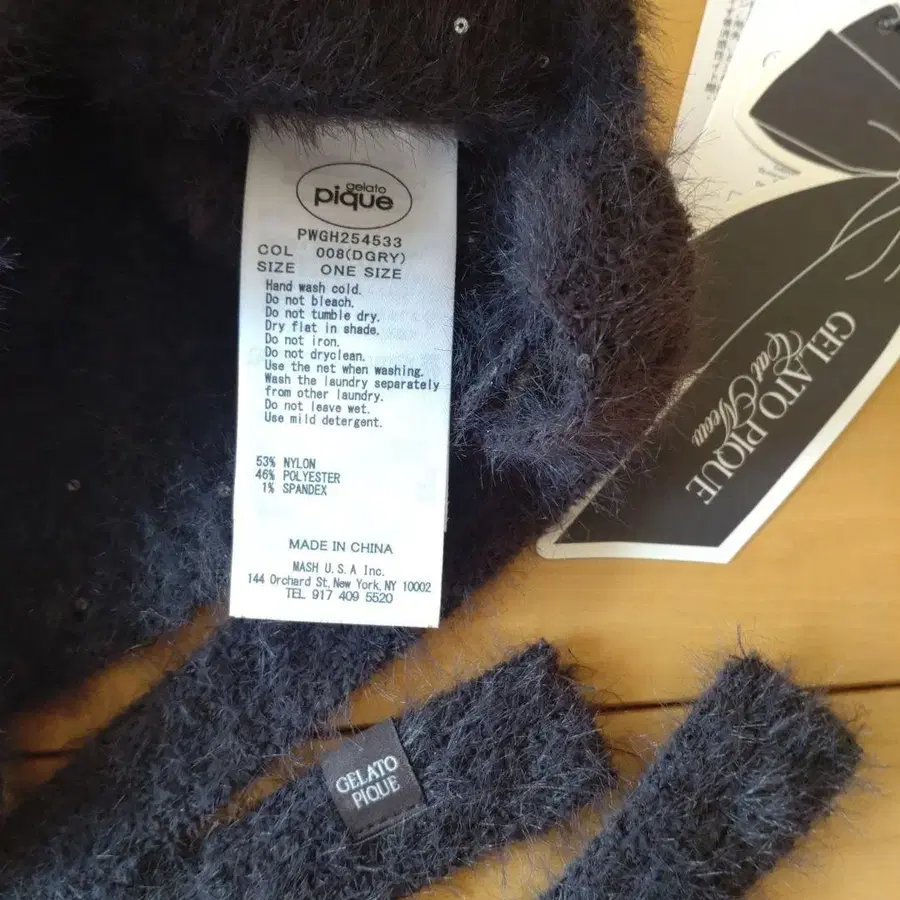 gelato
pique
PWGH254533
COL 008(DGRY)
SIZE ONE SIZE
Hand wash cold.
Do not bleach.
Do not tumble dry.
Dry flat in shade.
Do not iron.
Do not dryclean.
Use the net when washing.
Wash the laundry separately
from other laundry.
Do not leave wet.
Use mild detergent.
53% NYLON
46% POLYESTER
1% SPANDEX
MADE IN CHINA
MASH U.S.A Inc.
144 Orchard St, New York, NY 10002
TEL 917 409 5520
GELATO PIQUE
Cat Neem
GELATO
PIQUE